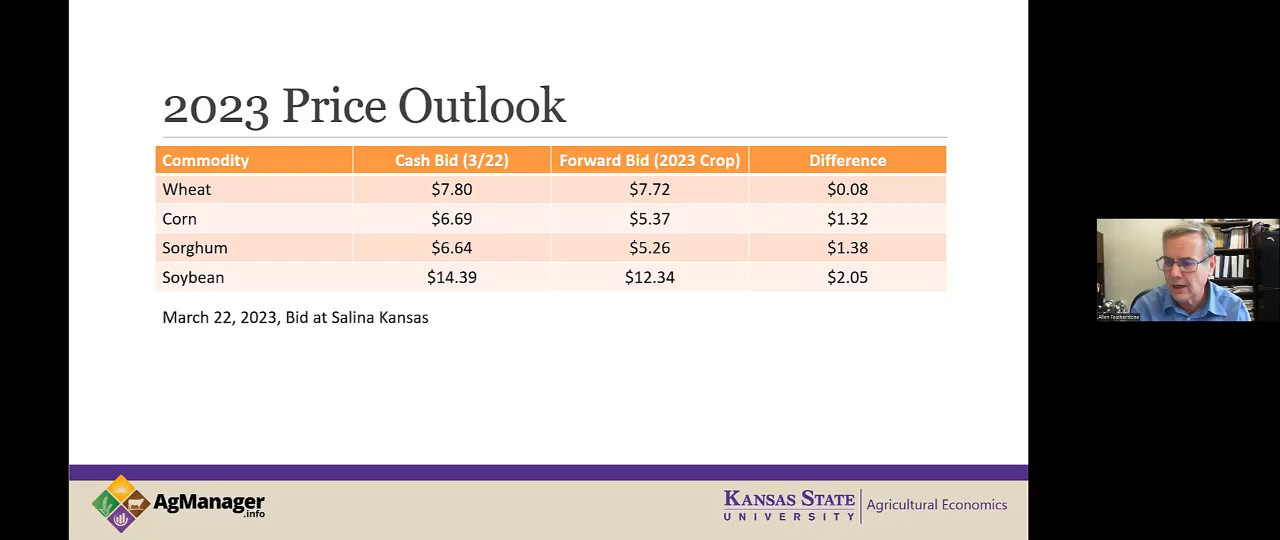 2023 Price Outlook
Commodity Cash Bid (3/22) Forward Bid (2023 Crop) Difference
Wheat $7.80 $7.72 $0.08
Corn $6.69 $5.37 $1.32
Sorghum $6.64 $5.26 $1.38
Soybean $14.39 $12.34 $2.05
March 22, 2023, Bid at Salina Kansas
Allen Featherstone
AgManager
.info
KANSAS STATE
UNIVERSITY
Agricultural Economics